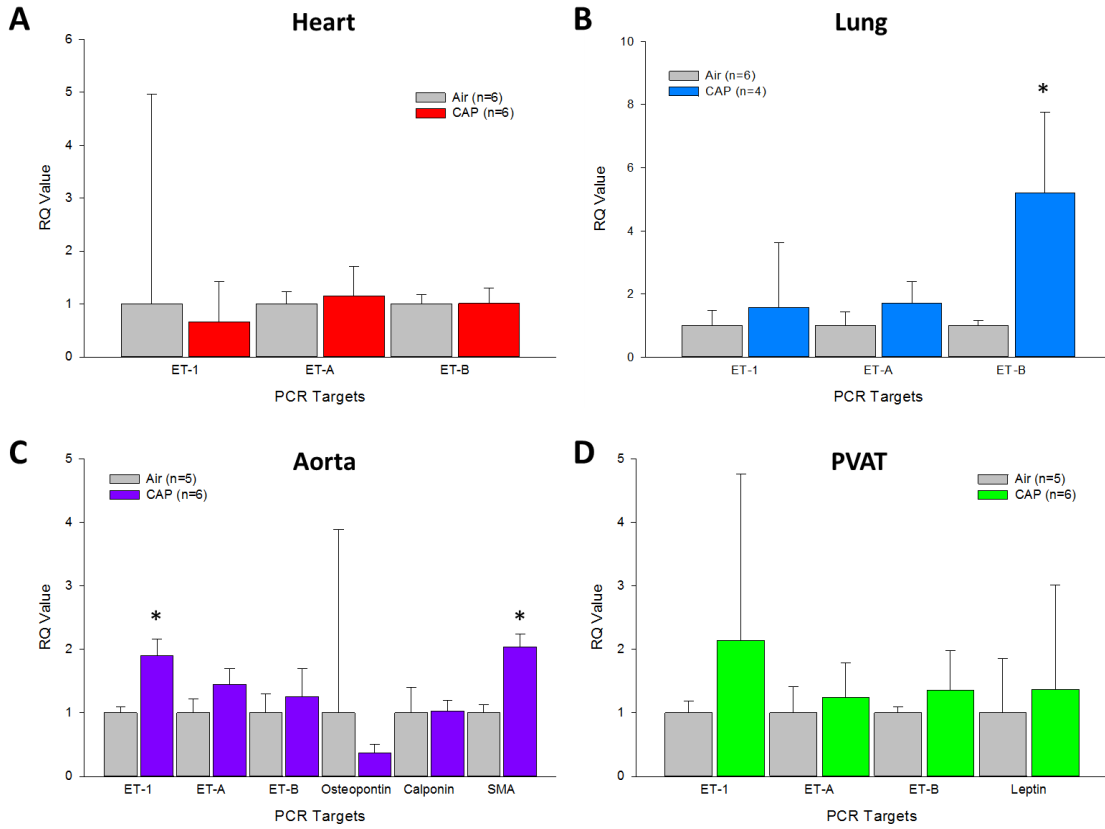 A
Heart
6
5
4
3
2
1
0
RQ Value
Air (n=6)
CAP (n=6)
ET-1 ET-A ET-B
PCR Targets
B
Lung
10
8
6
4
2
0
RQ Value
Air (n=6)
CAP (n=4)
*
ET-1 ET-A ET-B
PCR Targets
C
Aorta
5
4
3
2
1
0
RQ Value
Air (n=5)
CAP (n=6)
* *
ET-1 ET-A ET-B Osteopontin Calponin SMA
PCR Targets
D
PVAT
5
4
3
2
1
0
RQ Value
Air (n=5)
CAP (n=6)
ET-1 ET-A ET-B Leptin
PCR Targets